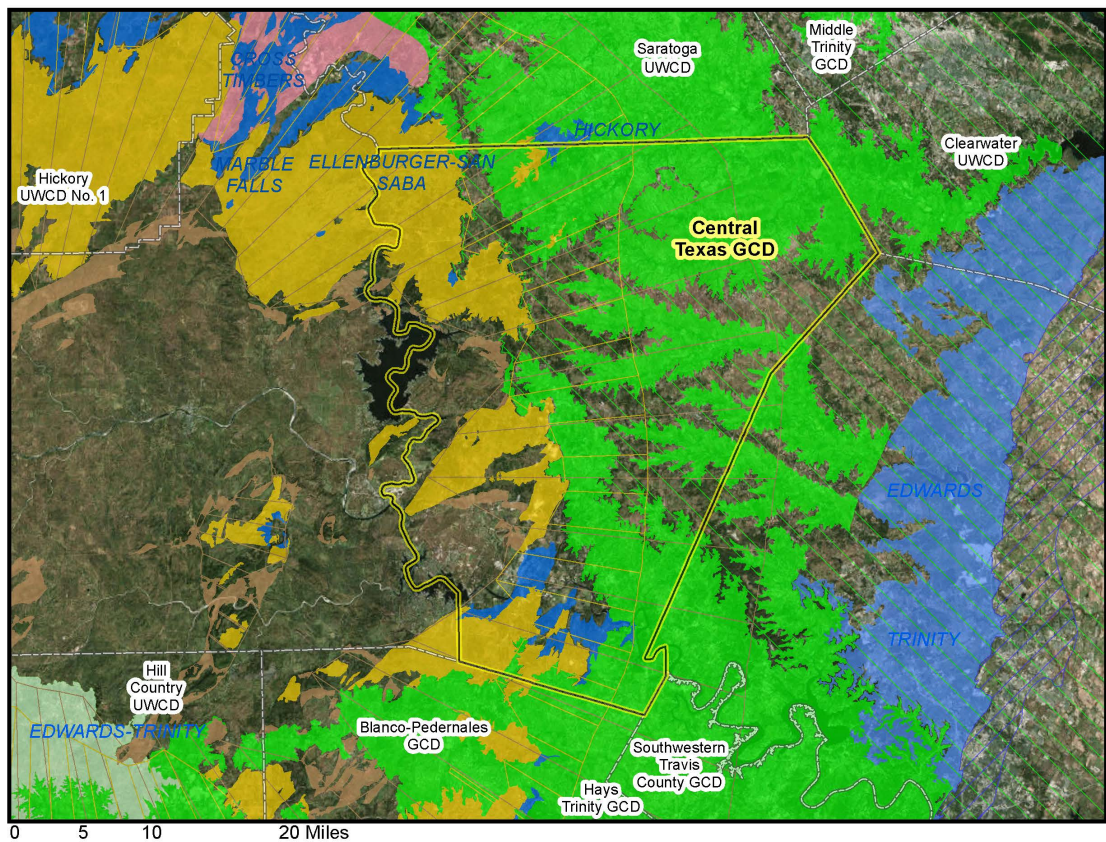 Saratoga
UWCD
Middle
Trinity
GCD
CROSS
TIMBERS
HICKORY
Clearwater
UWCD
Hickory
UWCD No. 1
MARBLE
FALLS
ELLENBURGER-SAN
SABA
Central
Texas GCD
EDWARDS
TRINITY
Hill
Country
UWCD
EDWARDS-TRINITY
Blanco-Pedernales
GCD
Southwestern
Travis
County GCD
Hays
Trinity GCD
0 5 10 20 Miles